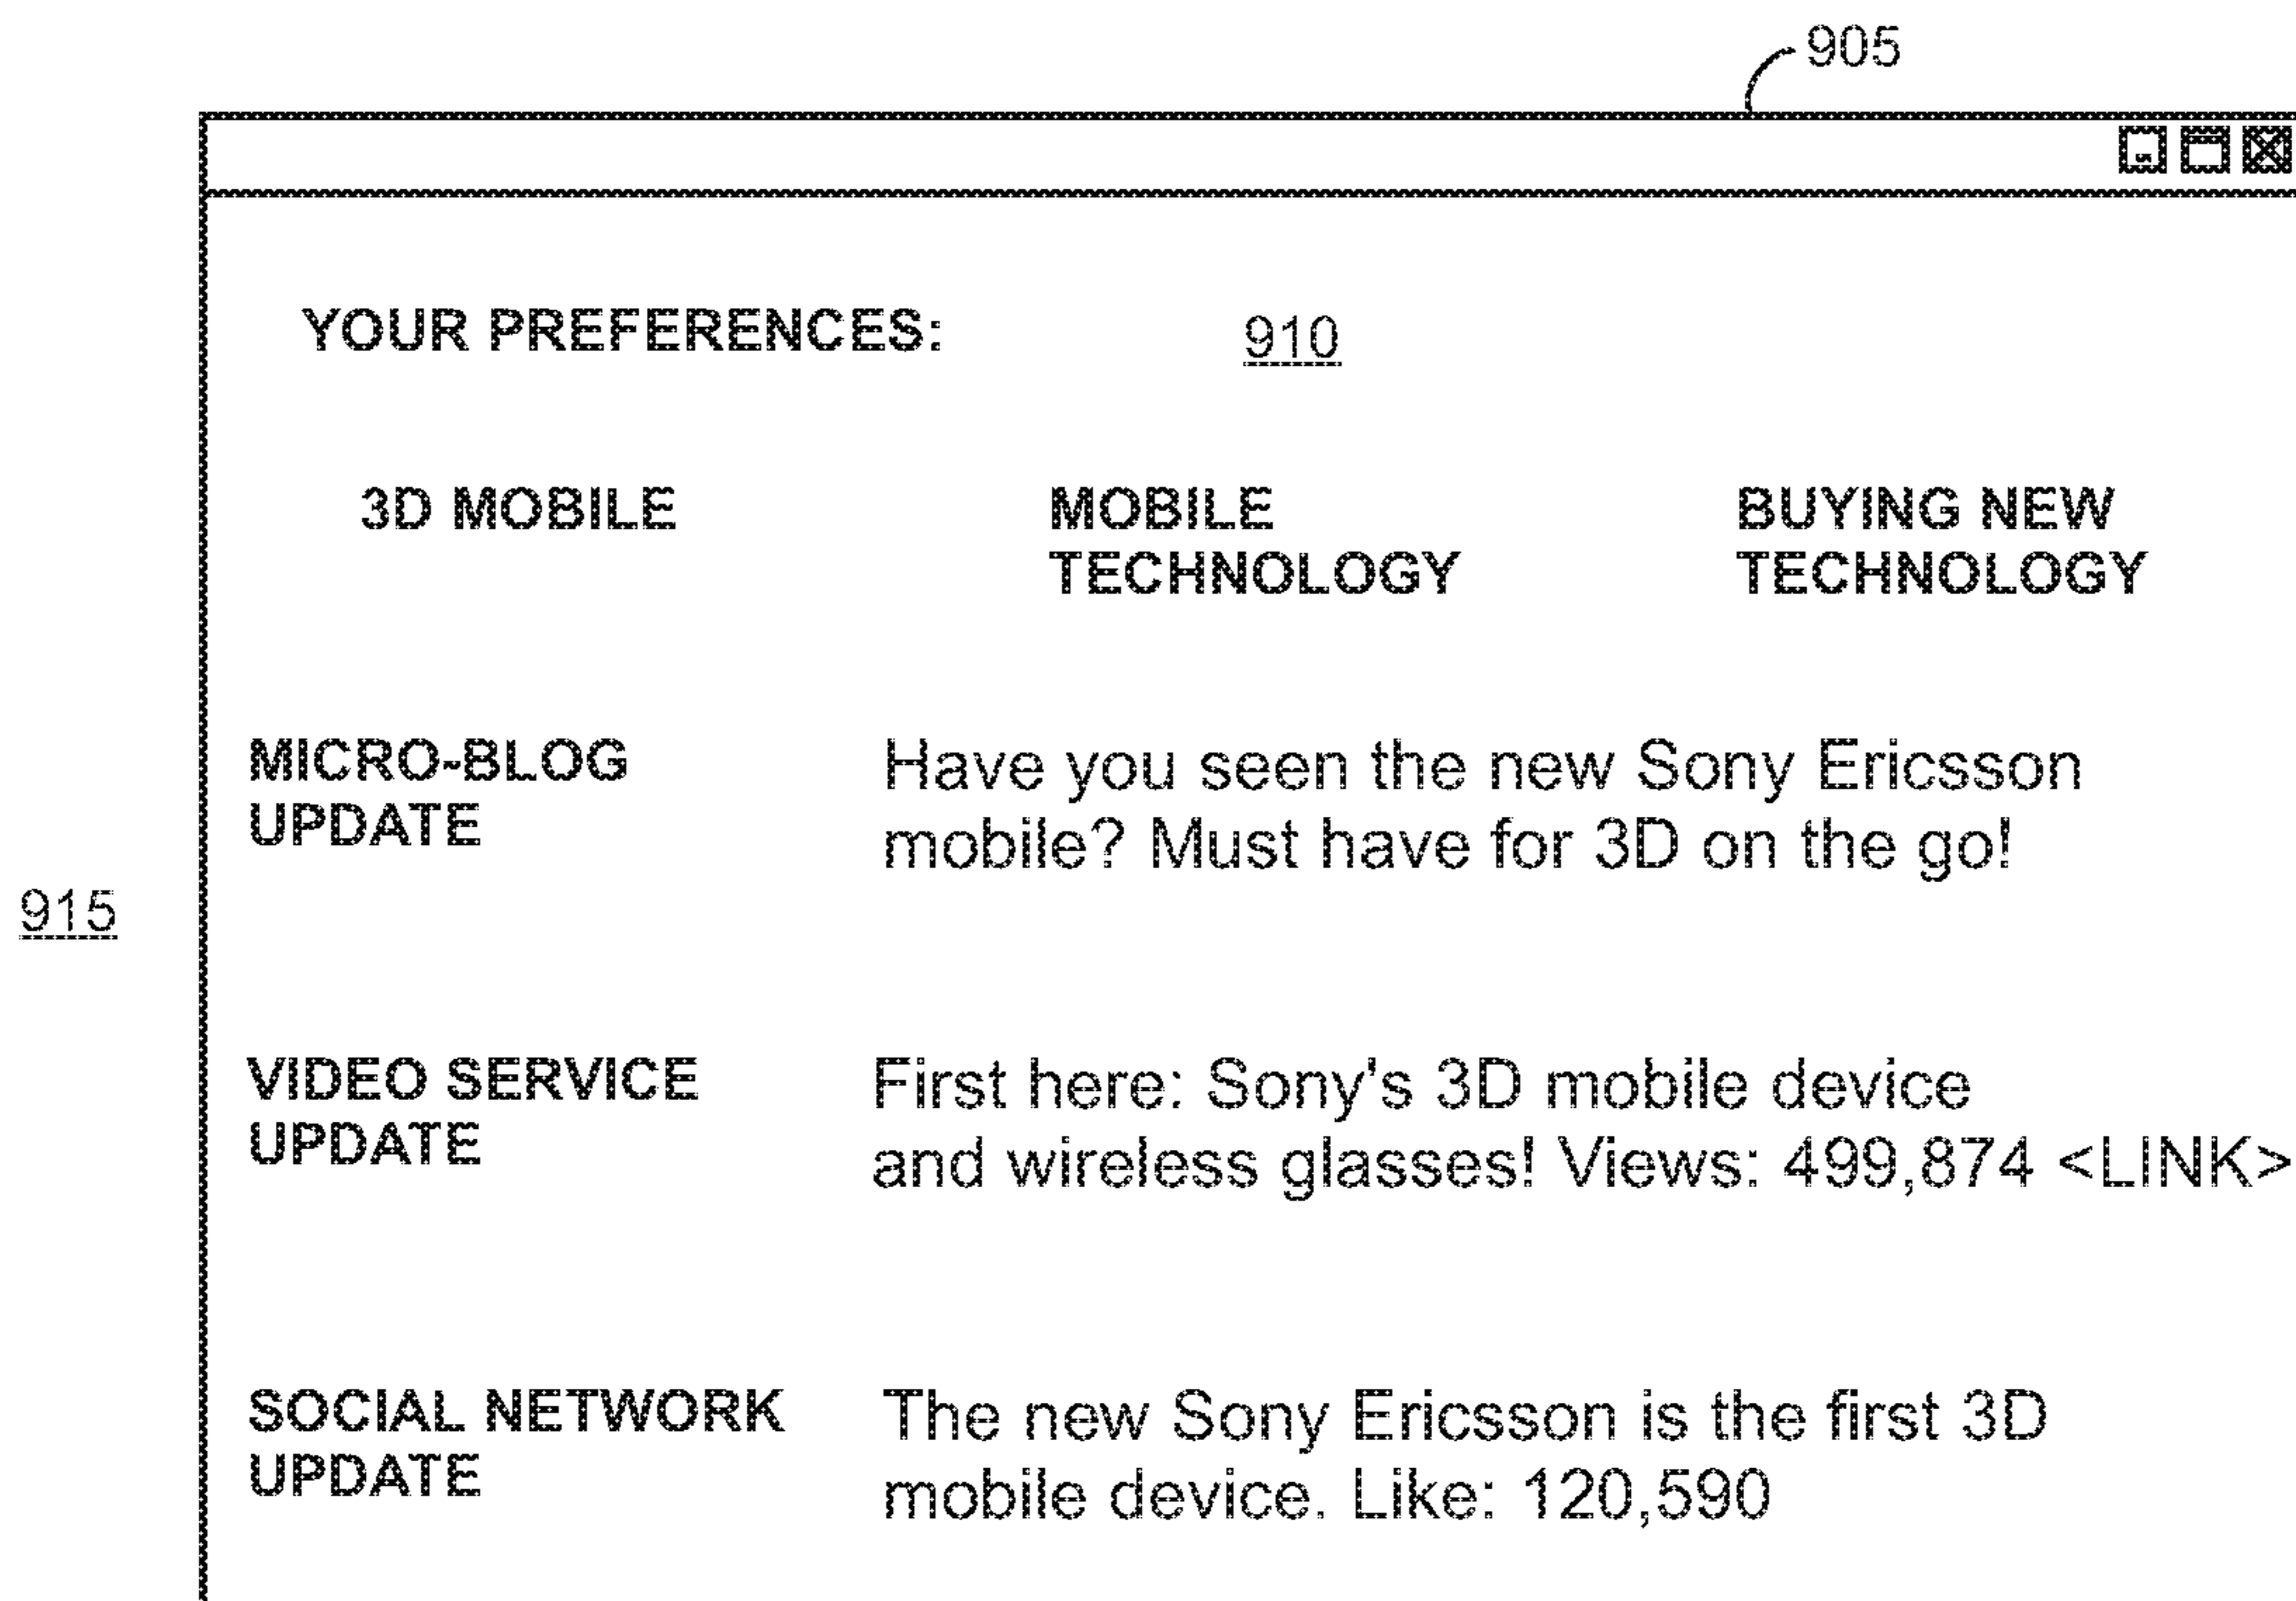 905
YOUR PREFERENCES:
910
3D MOBILE
MOBILE
TECHNOLOGY
BUYING NEW
TECHNOLOGY
MICRO-BLOG
UPDATE
Have you seen the new Sony Ericsson
mobile? Must have for 3D on the go!
915
VIDEO SERVICE
UPDATE
First here: Sony's 3D mobile device
and wireless glasses! Views: 499,874 <LINK>
SOCIAL NETWORK
UPDATE
The new Sony Ericsson is the first 3D
mobile device. Like: 120,590